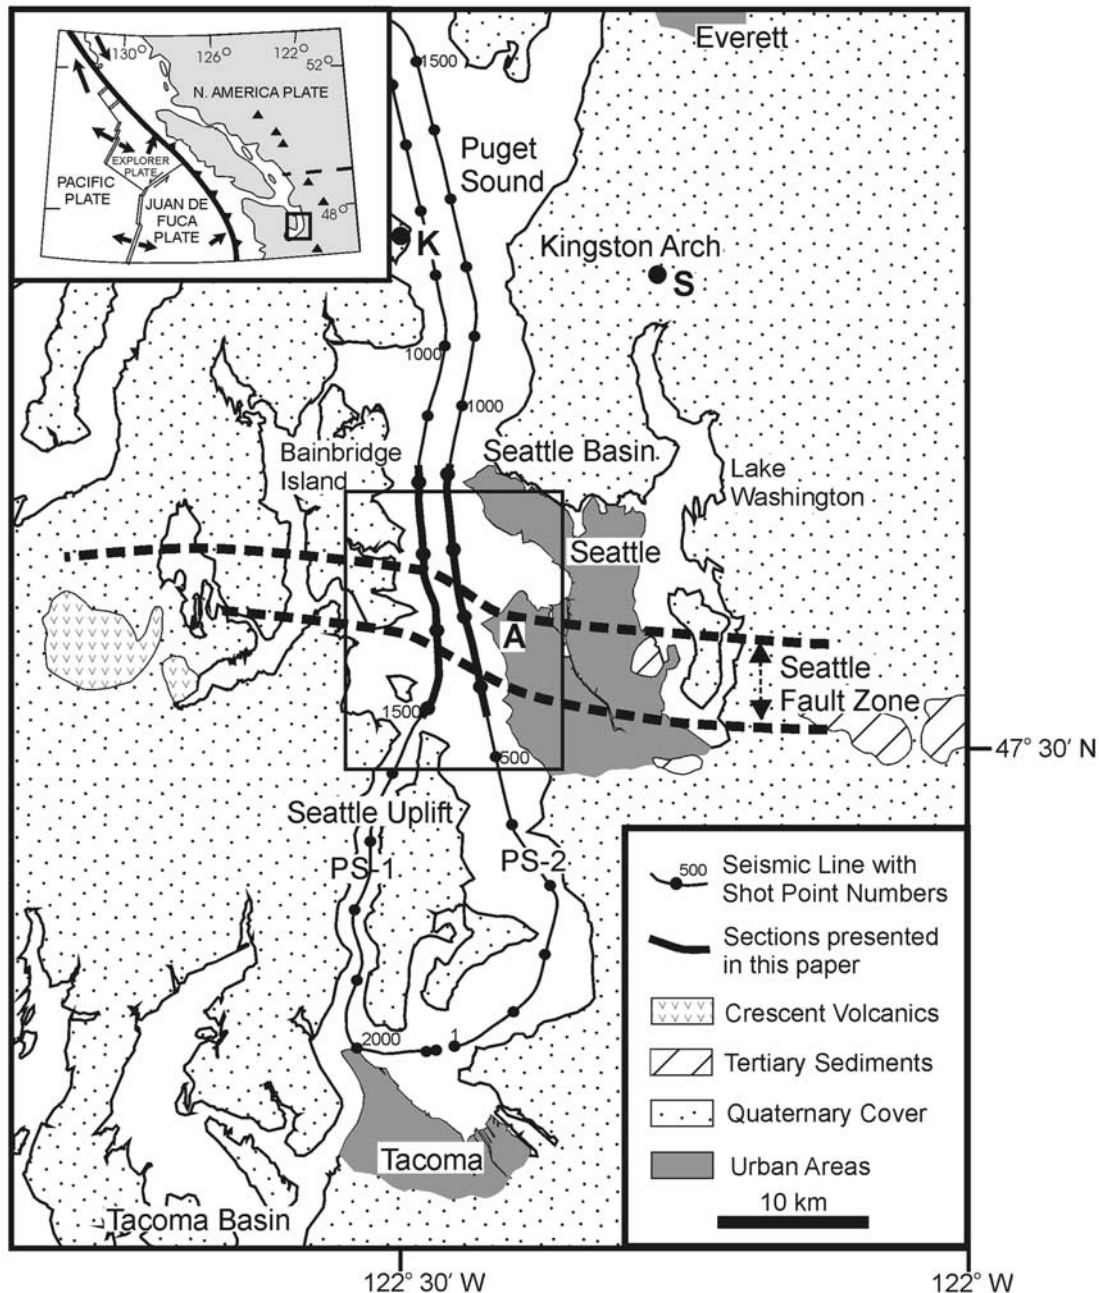 130°
126°
122°
52°
N. AMERICA PLATE
EXPLORER
PLATE
PACIFIC
PLATE
JUAN DE
FUCA
PLATE
48°
1500
Everett
Puget
Sound
K
Kingston Arch
S
1000
1000
Bainbridge
Island
Seattle Basin
Lake
Washington
Seattle
A
Seattle
Fault Zone
1500
500
47° 30' N
Seattle Uplift
PS-1
PS-2
2000
1
Tacoma
Tacoma Basin
500
Seismic Line with
Shot Point Numbers
Sections presented
in this paper
Crescent Volcanics
Tertiary Sediments
Quaternary Cover
Urban Areas
10 km
122° 30' W
122° W